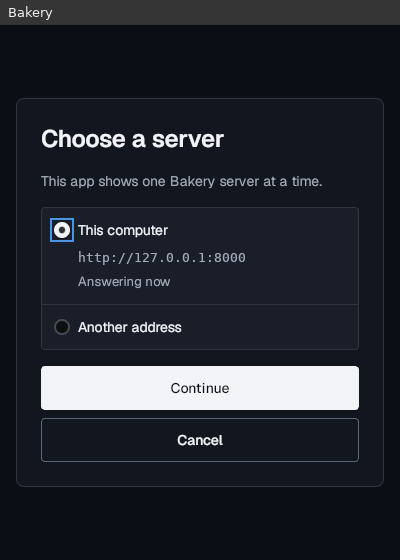 Bakery
Choose a server
This app shows one Bakery server at a time.
This computer
http://127.0.0.1:8000
Answering now
Another address
Continue
Cancel